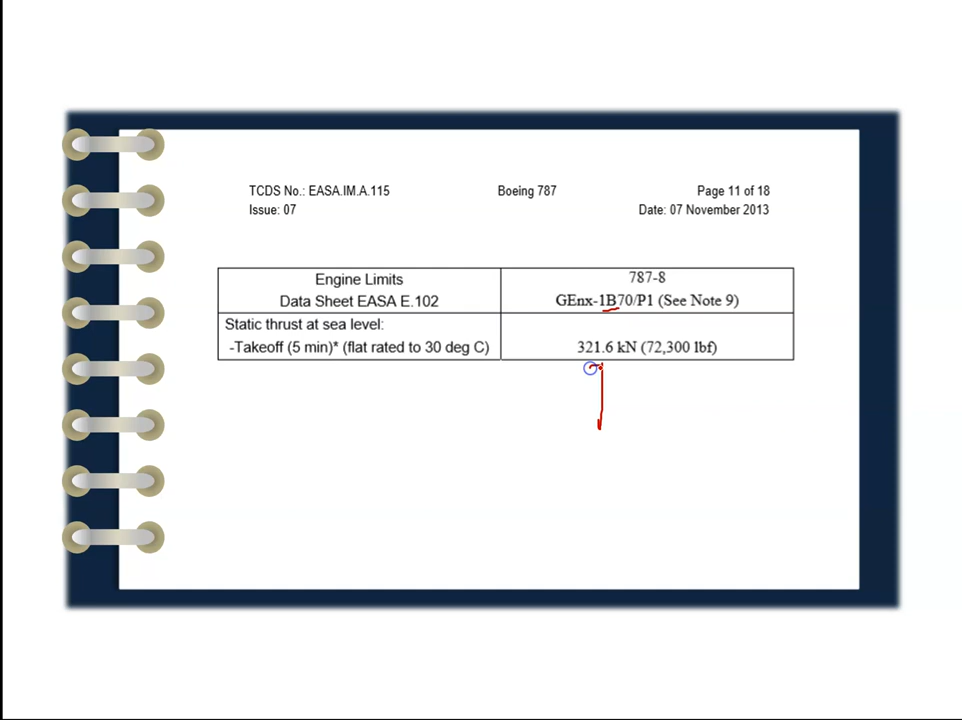 TCDS No.: EASA.IM.A.115 Boeing 787 Page 11 of 18
Issue: 07 Date: 07 November 2013
Engine Limits 787-8
Data Sheet EASA E.102 GEnx-1B70/P1 (See Note 9)
Static thrust at sea level:
-Takeoff (5 min)* (flat rated to 30 deg C) 321.6 kN (72,300 lbf)